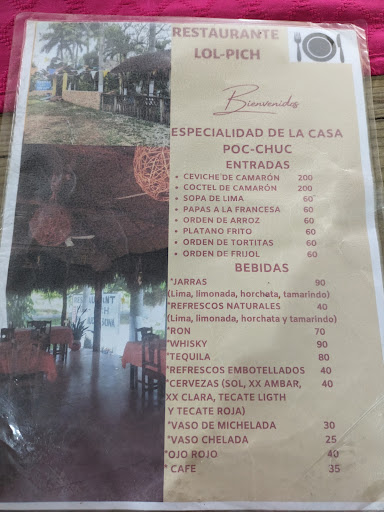 RESTAURANTE
LOL-PICH
Bienvenidos
ESPECIALIDAD DE LA CASA
POC-CHUC
ENTRADAS
• CEVICHE DE CAMARÓN 200
• COCTEL DE CAMARÓN 200
• SOPA DE LIMA 60
• PAPAS A LA FRANCESA 60
• ORDEN DE ARROZ 60
• PLATANO FRITO 60
• ORDEN DE TORTITAS 60
• ORDEN DE FRIJOL 60
BEBIDAS
*JARRAS 90
(Lima, limonada, horchata, tamarindo)
*REFRESCOS NATURALES 40
(Lima, limonada, horchata y tamarindo)
*RON 70
*WHISKY 90
*TEQUILA 80
*REFRESCOS EMBOTELLADOS 40
*CERVEZAS (SOL, XX AMBAR, 40
XX CLARA, TECATE LIGTH
Y TECATE ROJA)
*VASO DE MICHELADA 30
*VASO CHELADA 25
*OJO ROJO 40
* CAFE 35